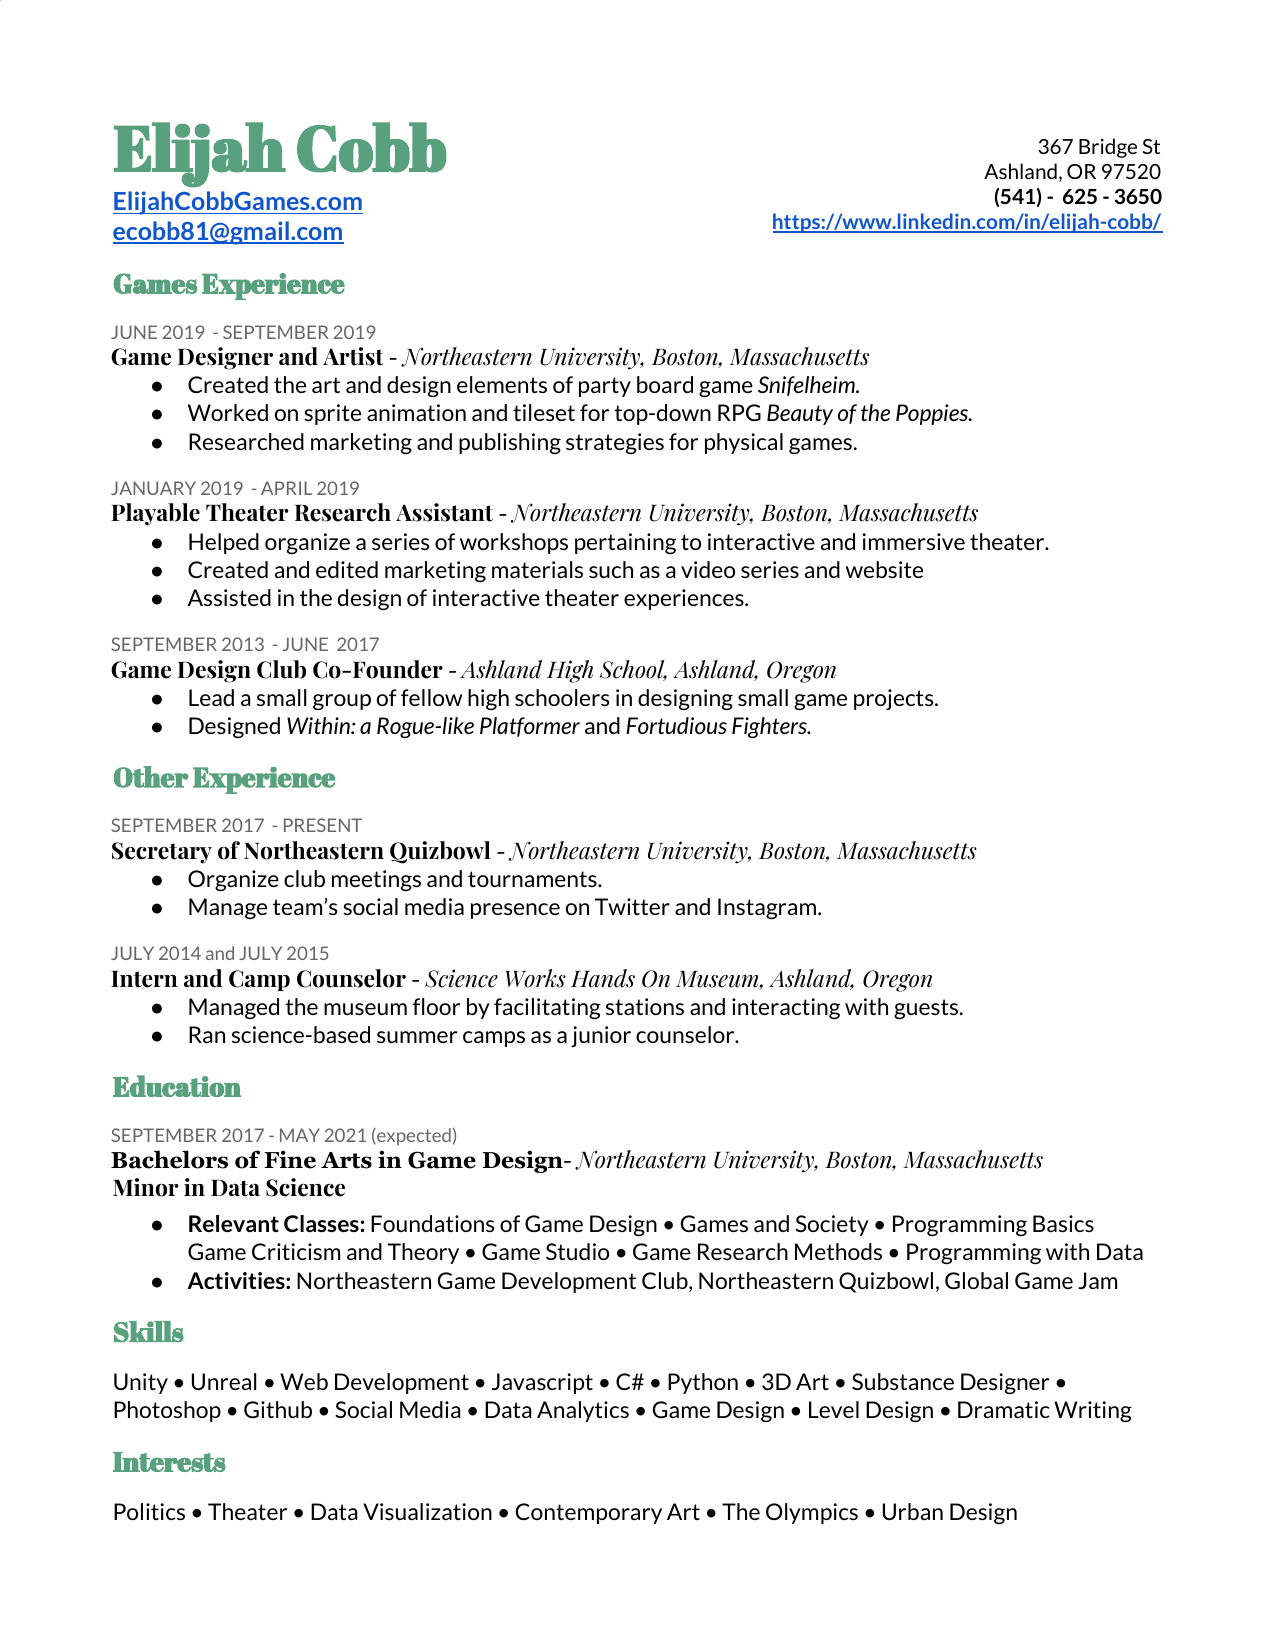 Elijah Cobb
ElijahCobbGames.com
ecobb81@gmail.com
367 Bridge St
Ashland, OR 97520
(541) - 625 - 3650
https://www.linkedin.com/in/elijah-cobb/
Games Experience
JUNE 2019 - SEPTEMBER 2019
Game Designer and Artist - Northeastern University, Boston, Massachusetts
● Created the art and design elements of party board game Snifelheim.
● Worked on sprite animation and tileset for top-down RPG Beauty of the Poppies.
● Researched marketing and publishing strategies for physical games.
JANUARY 2019 - APRIL 2019
Playable Theater Research Assistant - Northeastern University, Boston, Massachusetts
● Helped organize a series of workshops pertaining to interactive and immersive theater.
● Created and edited marketing materials such as a video series and website
● Assisted in the design of interactive theater experiences.
SEPTEMBER 2013 - JUNE 2017
Game Design Club Co-Founder - Ashland High School, Ashland, Oregon
● Lead a small group of fellow high schoolers in designing small game projects.
● Designed Within: a Rogue-like Platformer and Fortudious Fighters.
Other Experience
SEPTEMBER 2017 - PRESENT
Secretary of Northeastern Quizbowl - Northeastern University, Boston, Massachusetts
● Organize club meetings and tournaments.
● Manage team’s social media presence on Twitter and Instagram.
JULY 2014 and JULY 2015
Intern and Camp Counselor - Science Works Hands On Museum, Ashland, Oregon
● Managed the museum floor by facilitating stations and interacting with guests.
● Ran science-based summer camps as a junior counselor.
Education
SEPTEMBER 2017 - MAY 2021 (expected)
Bachelors of Fine Arts in Game Design- Northeastern University, Boston, Massachusetts
Minor in Data Science
● Relevant Classes: Foundations of Game Design • Games and Society • Programming Basics
Game Criticism and Theory • Game Studio • Game Research Methods • Programming with Data
● Activities: Northeastern Game Development Club, Northeastern Quizbowl, Global Game Jam
Skills
Unity • Unreal • Web Development • Javascript • C# • Python • 3D Art • Substance Designer •
Photoshop • Github • Social Media • Data Analytics • Game Design • Level Design • Dramatic Writing
Interests
Politics • Theater • Data Visualization • Contemporary Art • The Olympics • Urban Design